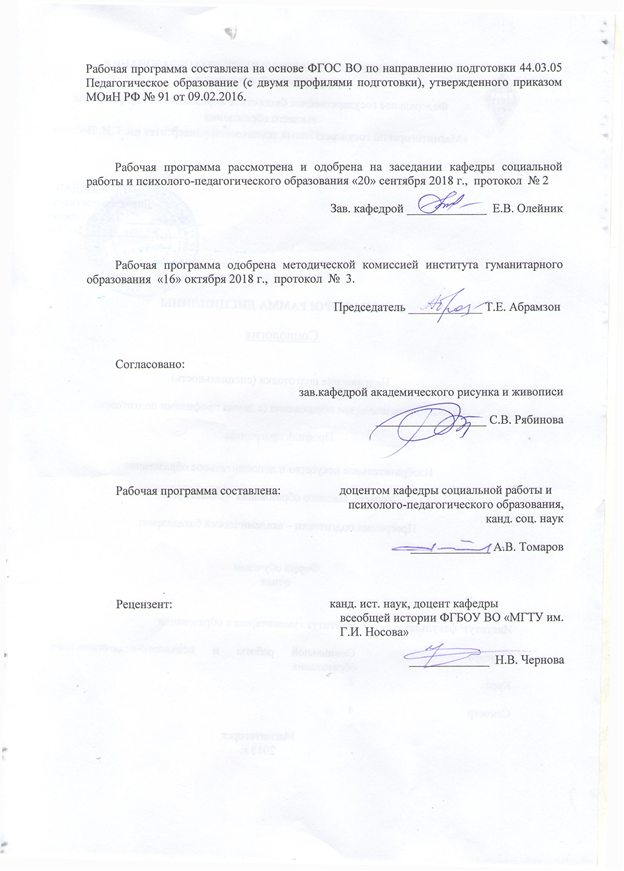 Рабочая программа составлена на основе ФГОС ВО по направлению подготовки 44.03.05
Педагогическое образование (с двумя профилями подготовки), утвержденного приказом
МОиН РФ № 91 от 09.02.2016.
Рабочая программа рассмотрена и одобрена на заседании кафедры социальной
работы и психолого-педагогического образования «20» сентября 2018 г., протокол № 2
Зав. кафедрой ______________ Е.В. Олейник
Рабочая программа одобрена методической комиссией института гуманитарного
образования «16» октября 2018 г., протокол № 3.
Председатель _____________ Т.Е. Абрамзон
Согласовано:
зав.кафедрой академического рисунка и живописи
___________________ С.В. Рябинова
Рабочая программа составлена: доцентом кафедры социальной работы и
психолого-педагогического образования,
канд. соц. наук
______________ А.В. Томаров
Рецензент: канд. ист. наук, доцент кафедры
всеобщей истории ФГБОУ ВО «МГТУ им.
Г.И. Носова»
______________ Н.В. Чернова